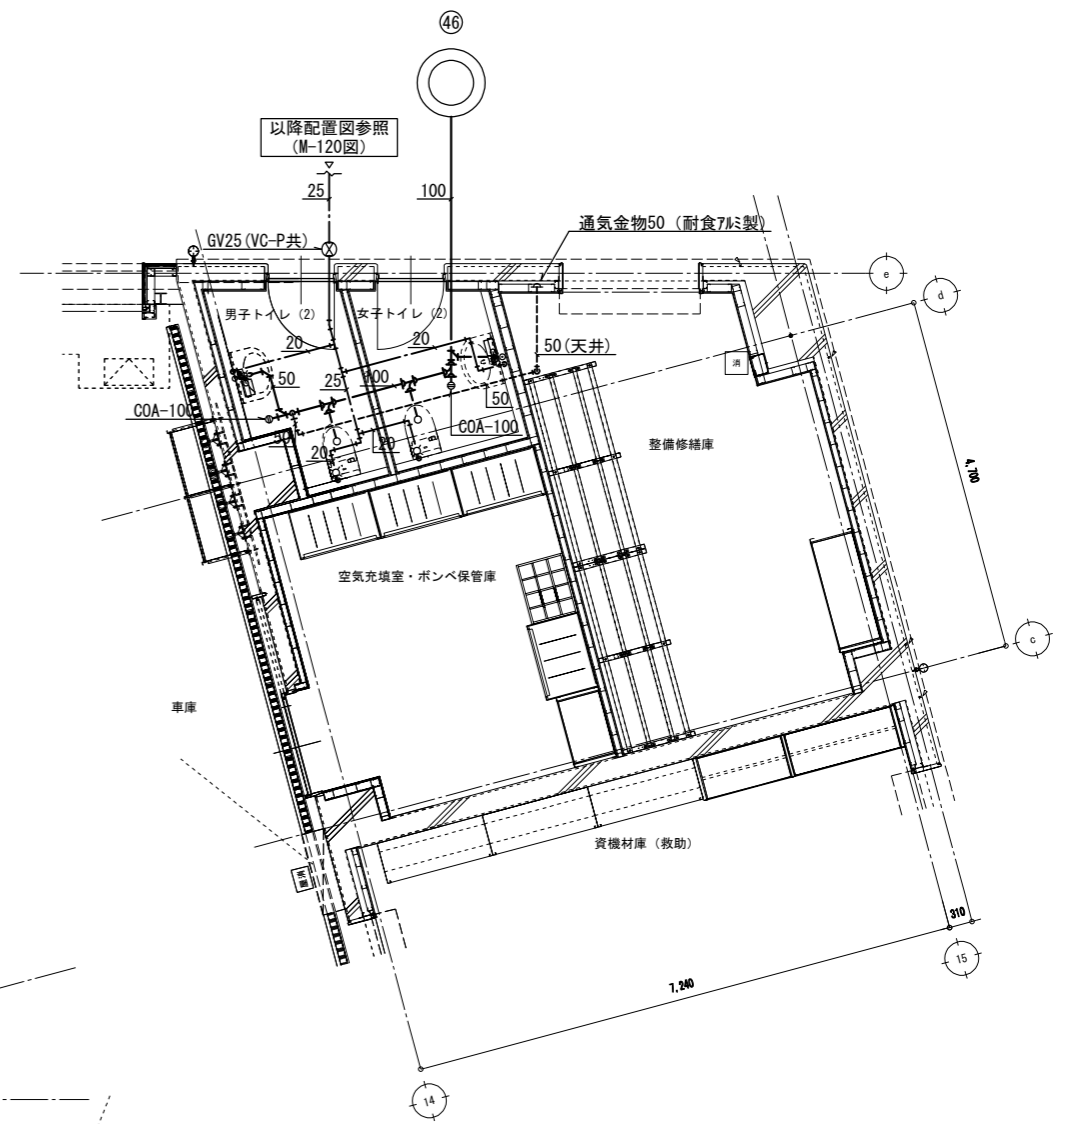 46
以降配置図参照
(M-120図)
25
100
通気金物50（耐食ｱﾙﾐ製）
GV25(VC-P共)
e
d
男子トイレ（2）
女子トイレ（2）
20
20
50(天井)
消
50
25
100
50
COA-100
COA-100
50
20
20
整備修繕庫
4,700
空気充填室・ボンベ保管庫
c
車庫
資機材庫（救助）
消
310
15
7,240
14